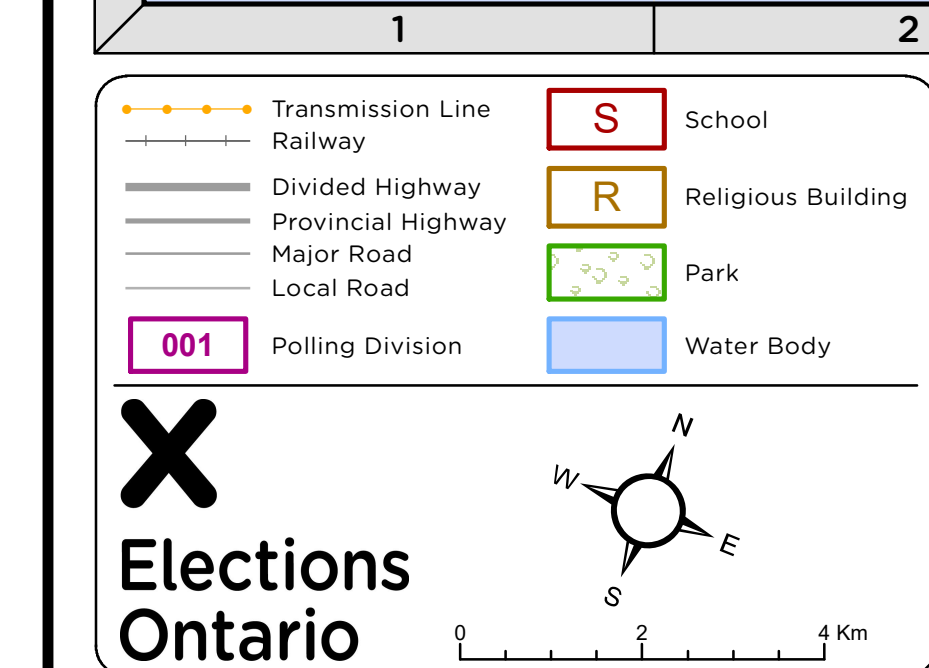 1
2
Transmission Line
Railway
Divided Highway
Provincial Highway
Major Road
Local Road
001
Polling Division
S
School
R
Religious Building
Park
Water Body
X
Elections
Ontario
N
W
E
S
0
2
4 Km